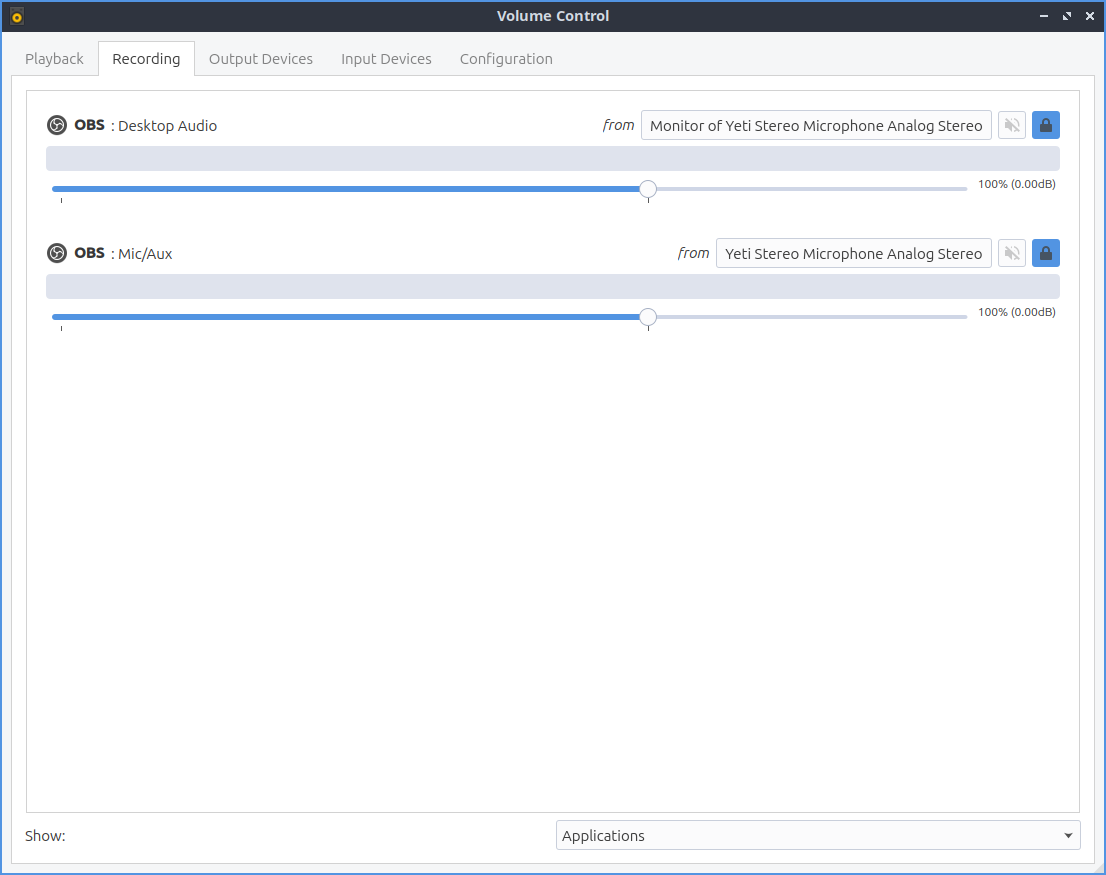 Volume Control
Playback Recording Output Devices Input Devices Configuration
OBS : Desktop Audio from Monitor of Yeti Stereo Microphone Analog Stereo
100% (0.00dB)
OBS : Mic/Aux from Yeti Stereo Microphone Analog Stereo
100% (0.00dB)
Show: Applications